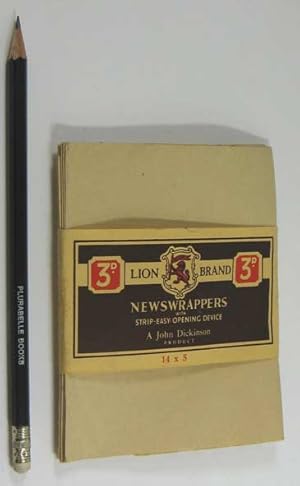 PLURABELLE BOOKS
3D. LION BRAND 3D.
NEWSWRAPPERS
WITH
STRIP-EASY-OPENING DEVICE
A John Dickinson
PRODUCT
14 x 5